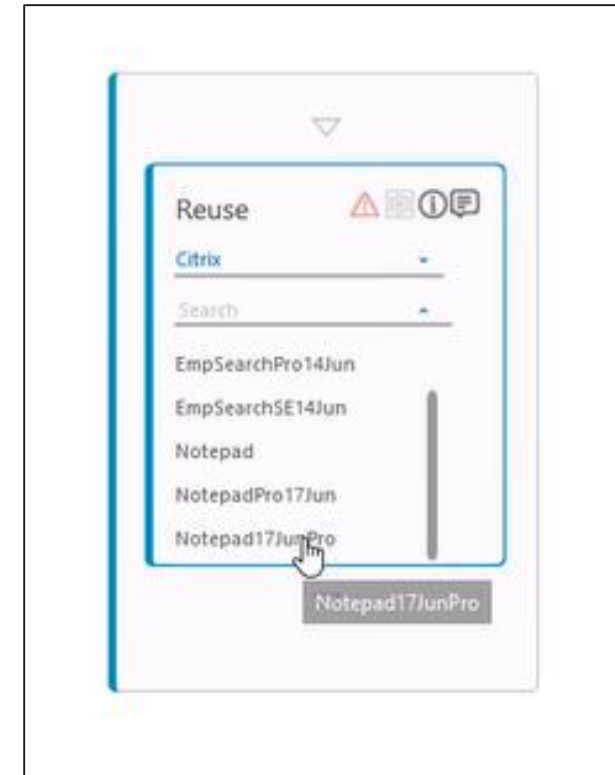 Reuse
Citrix
Search
EmpSearchPro14Jun
EmpSearchSE14Jun
Notepad
NotepadPro17Jun
Notepad17JunPro
Notepad17JunPro